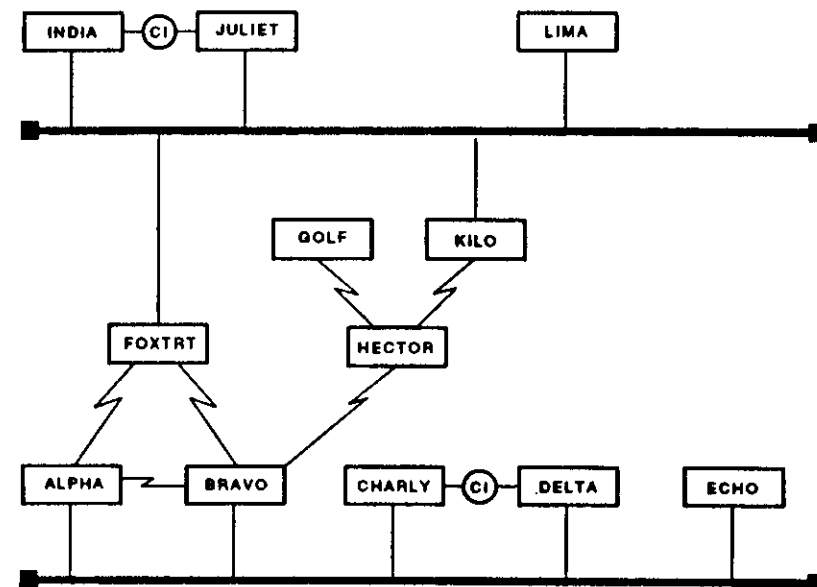 INDIA CI JULIET LIMA
GOLF KILO
FOXTRT HECTOR
ALPHA BRAVO CHARLY CI DELTA ECHO